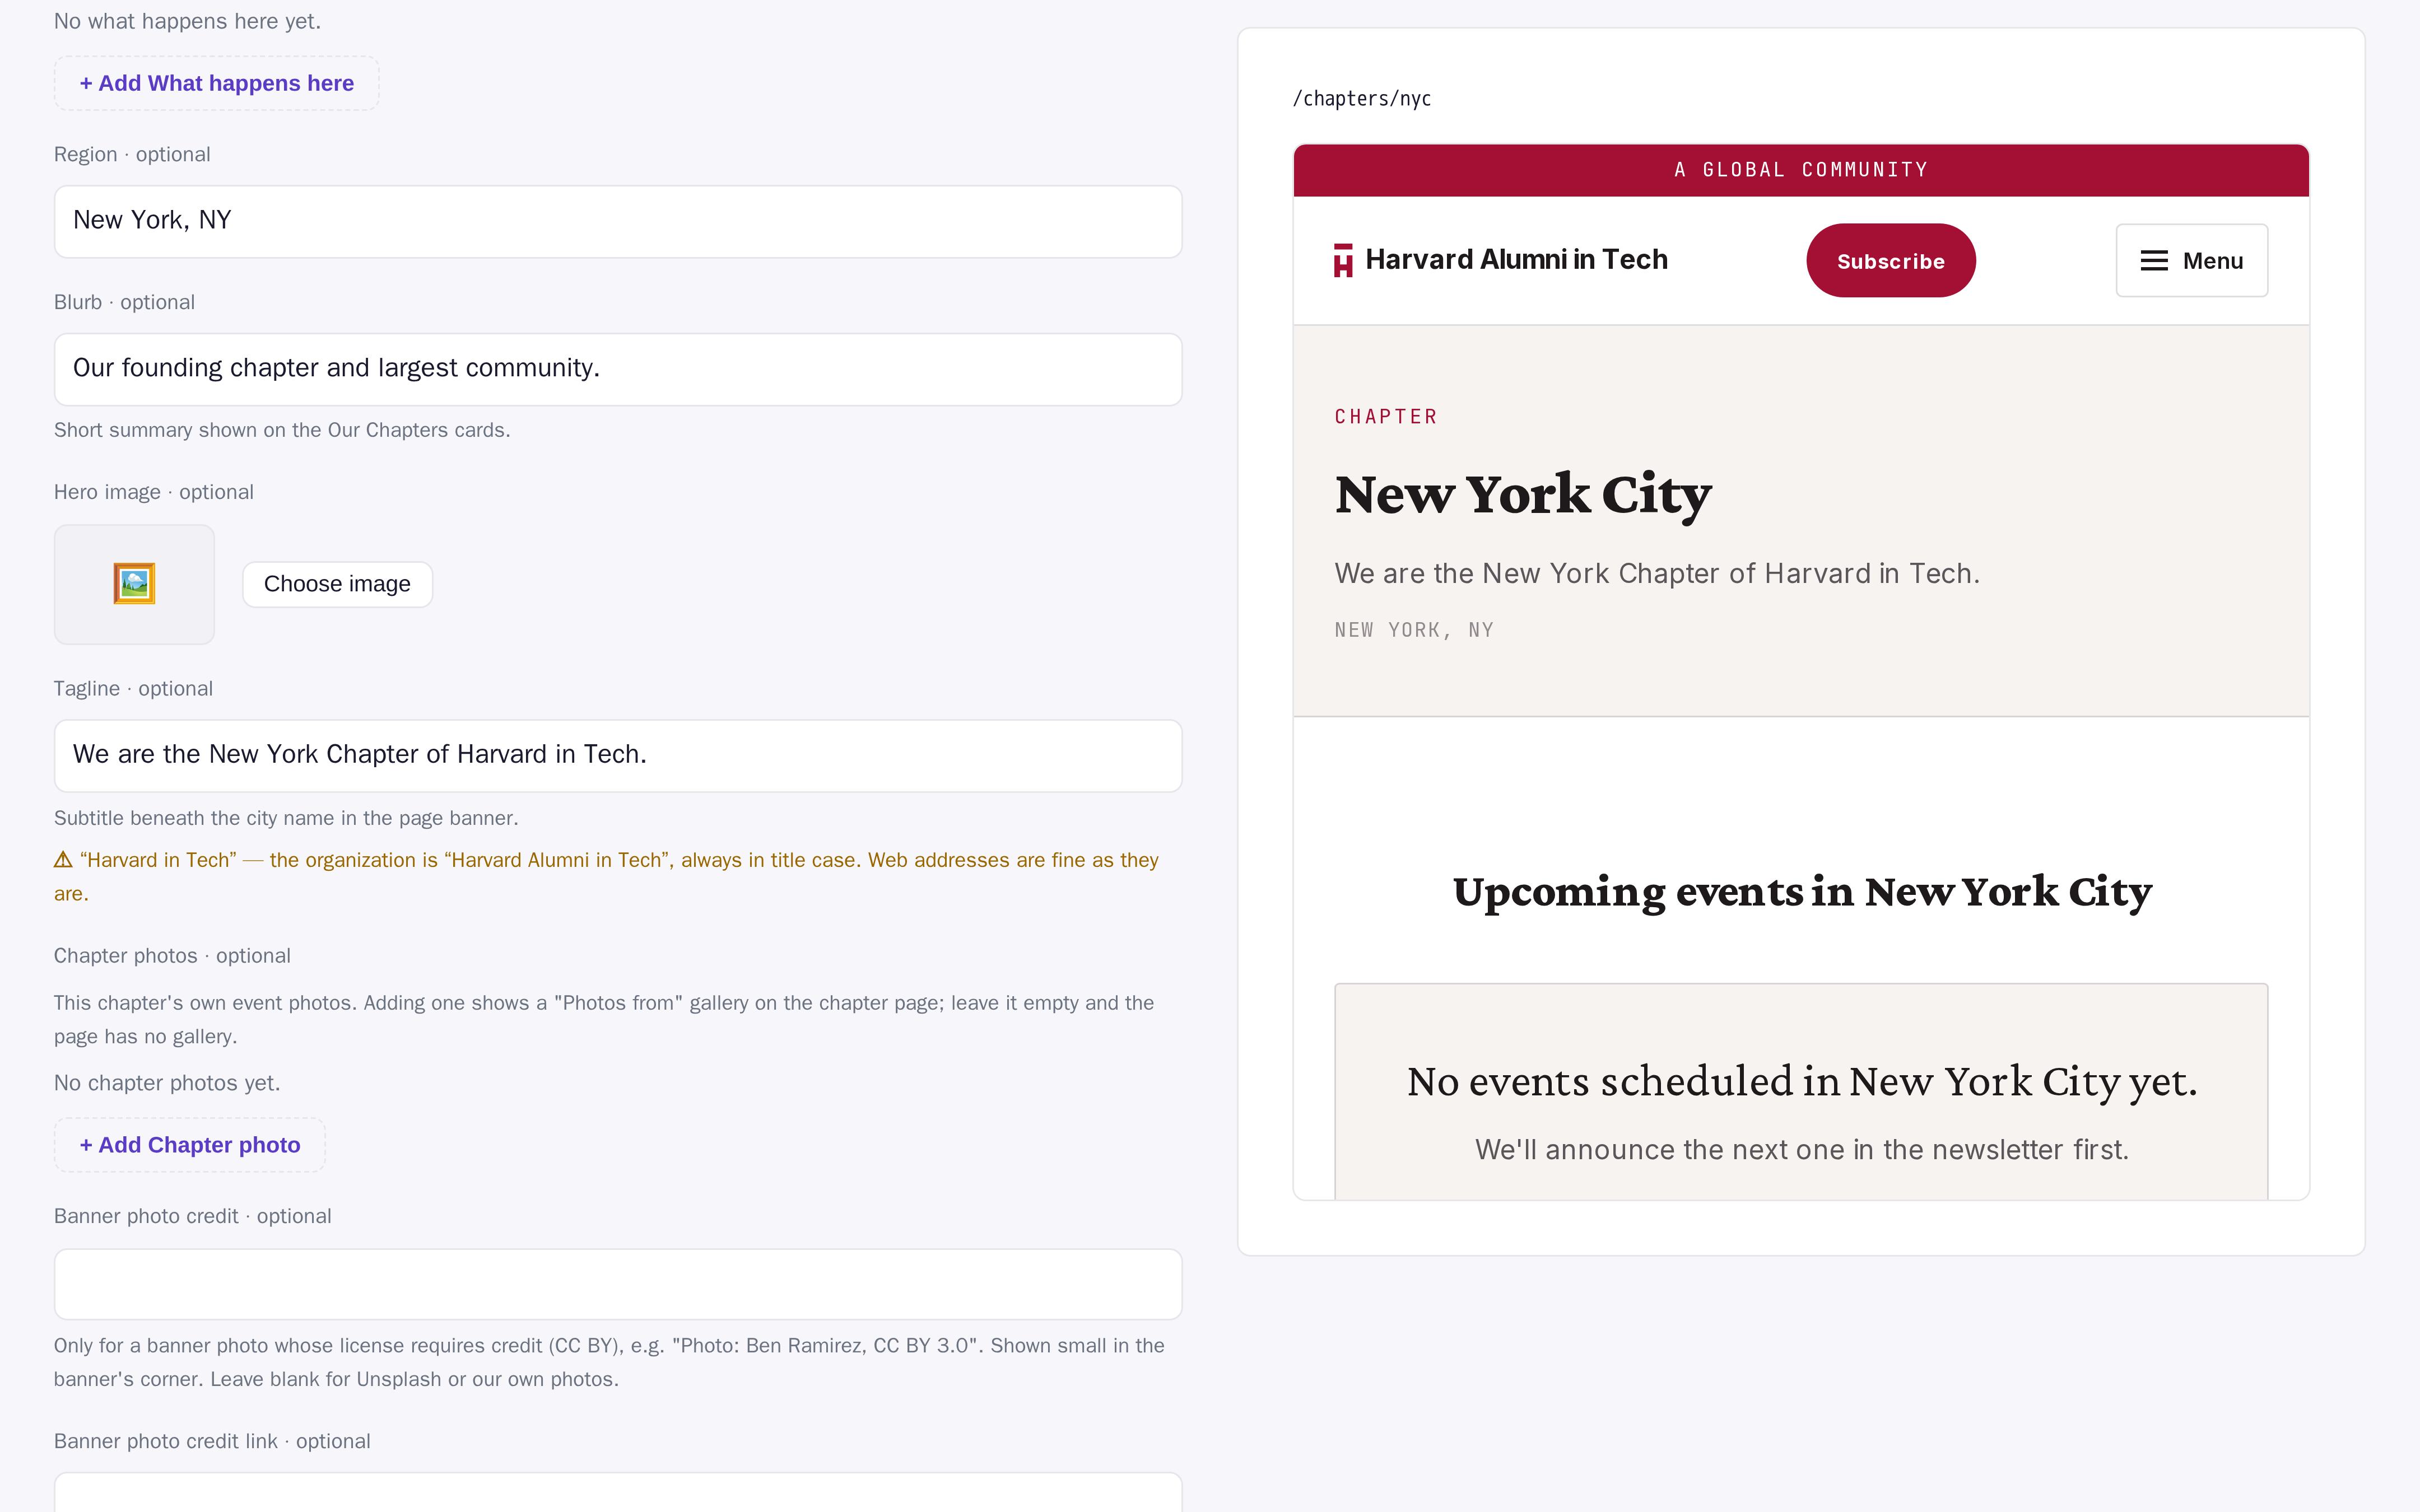 No what happens here yet.
+ Add What happens here
Region · optional
New York, NY
Blurb · optional
Our founding chapter and largest community.
Short summary shown on the Our Chapters cards.
Hero image · optional
Choose image
Tagline · optional
We are the New York Chapter of Harvard in Tech.
Subtitle beneath the city name in the page banner.
⚠ “Harvard in Tech” — the organization is “Harvard Alumni in Tech”, always in title case. Web addresses are fine as they
are.
Chapter photos · optional
This chapter's own event photos. Adding one shows a "Photos from" gallery on the chapter page; leave it empty and the
page has no gallery.
No chapter photos yet.
+ Add Chapter photo
Banner photo credit · optional
Only for a banner photo whose license requires credit (CC BY), e.g. "Photo: Ben Ramirez, CC BY 3.0". Shown small in the
banner's corner. Leave blank for Unsplash or our own photos.
Banner photo credit link · optional
/chapters/nyc
A GLOBAL COMMUNITY
Harvard Alumni in Tech
Subscribe
Menu
CHAPTER
New York City
We are the New York Chapter of Harvard in Tech.
NEW YORK, NY
Upcoming events in New York City
No events scheduled in New York City yet.
We'll announce the next one in the newsletter first.